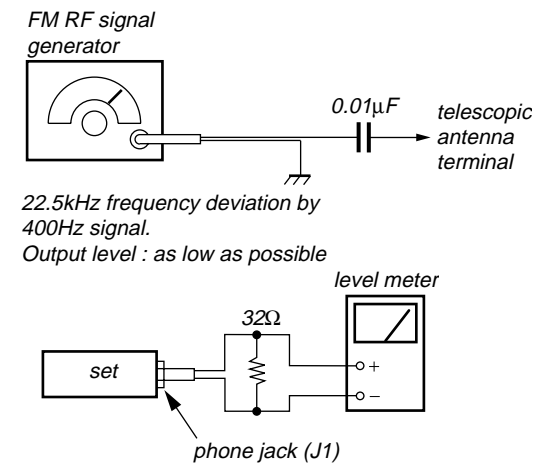 FM RF signal
generator
0.01µF
telescopic
antenna
terminal
22.5kHz frequency deviation by
400Hz signal.
Output level : as low as possible
level meter
32Ω
set
+
−
phone jack (J1)